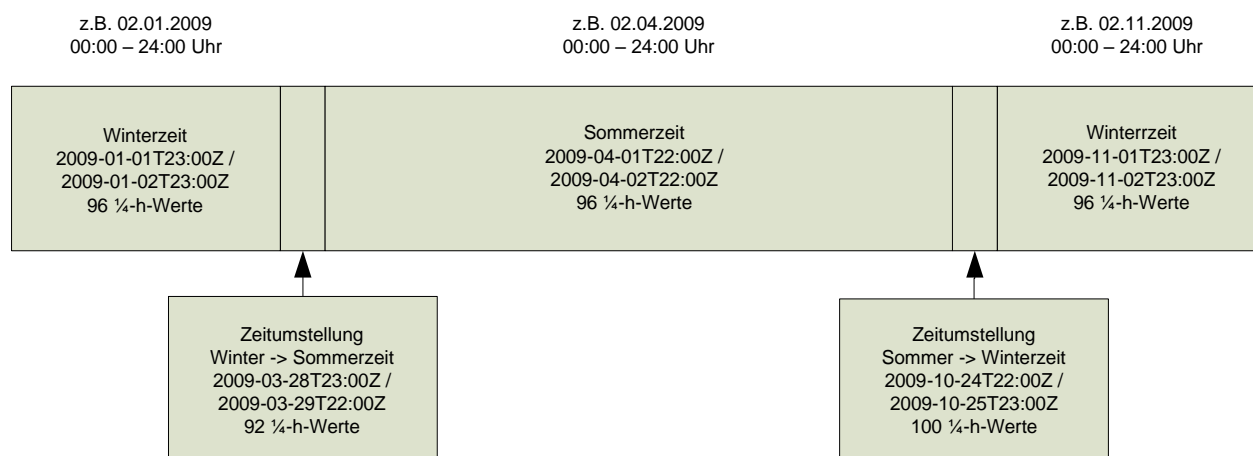 z.B. 02.01.2009
00:00 – 24:00 Uhr
z.B. 02.04.2009
00:00 – 24:00 Uhr
z.B. 02.11.2009
00:00 – 24:00 Uhr
Winterzeit
2009-01-01T23:00Z /
2009-01-02T23:00Z
96 ¼-h-Werte
Sommerzeit
2009-04-01T22:00Z /
2009-04-02T22:00Z
96 ¼-h-Werte
Winterrzeit
2009-11-01T23:00Z /
2009-11-02T23:00Z
96 ¼-h-Werte
Zeitumstellung
Winter -> Sommerzeit
2009-03-28T23:00Z /
2009-03-29T22:00Z
92 ¼-h-Werte
Zeitumstellung
Sommer -> Winterzeit
2009-10-24T22:00Z /
2009-10-25T23:00Z
100 ¼-h-Werte